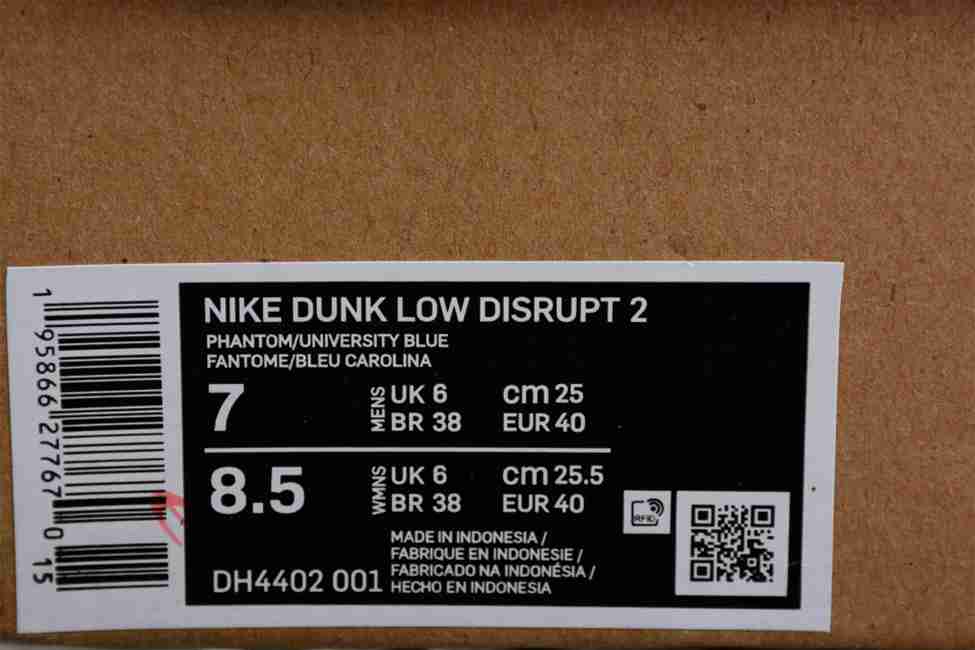 NIKE DUNK LOW DISRUPT 2
PHANTOM/UNIVERSITY BLUE
FANTOME/BLEU CAROLINA
7 MENS UK 6 cm 25
BR 38 EUR 40
8.5 WMNS UK 6 cm 25.5
BR 38 EUR 40
RFID
MADE IN INDONESIA /
FABRIQUE EN INDONESIE /
FABRICADO NA INDONÉSIA /
HECHO EN INDONESIA
DH4402 001
1 95866 27767 0 15